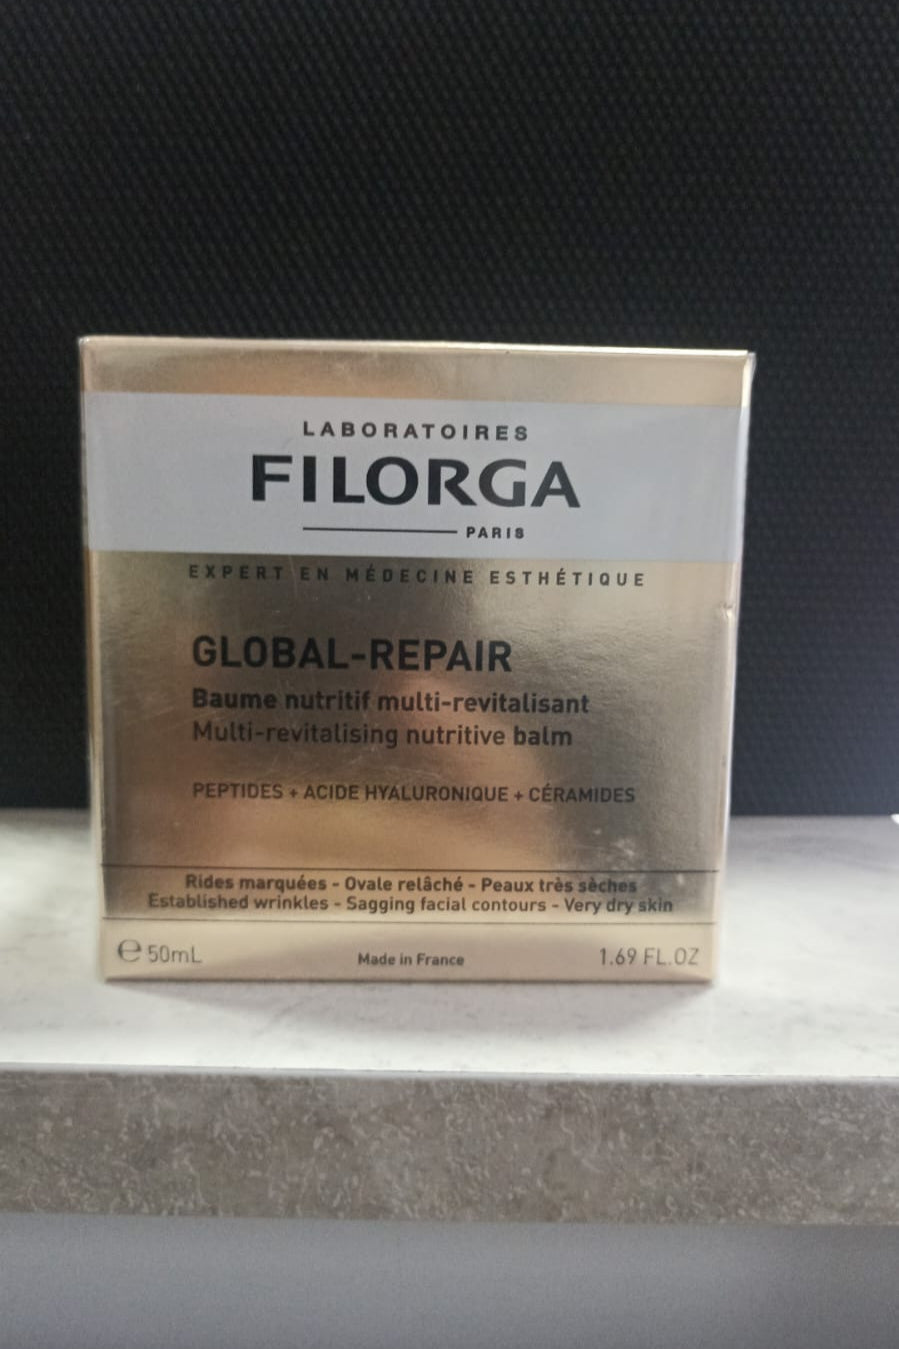 LABORATOIRES
FILORGA
PARIS
EXPERT EN MÉDECINE ESTHÉTIQUE
GLOBAL-REPAIR
Baume nutritif multi-revitalisant
Multi-revitalising nutritive balm
PEPTIDES + ACIDE HYALURONIQUE + CÉRAMIDES
Rides marquées - Ovale relâché - Peaux très sèches
Established wrinkles - Sagging facial contours - Very dry skin
℮ 50mL Made in France 1.69 FL.OZ